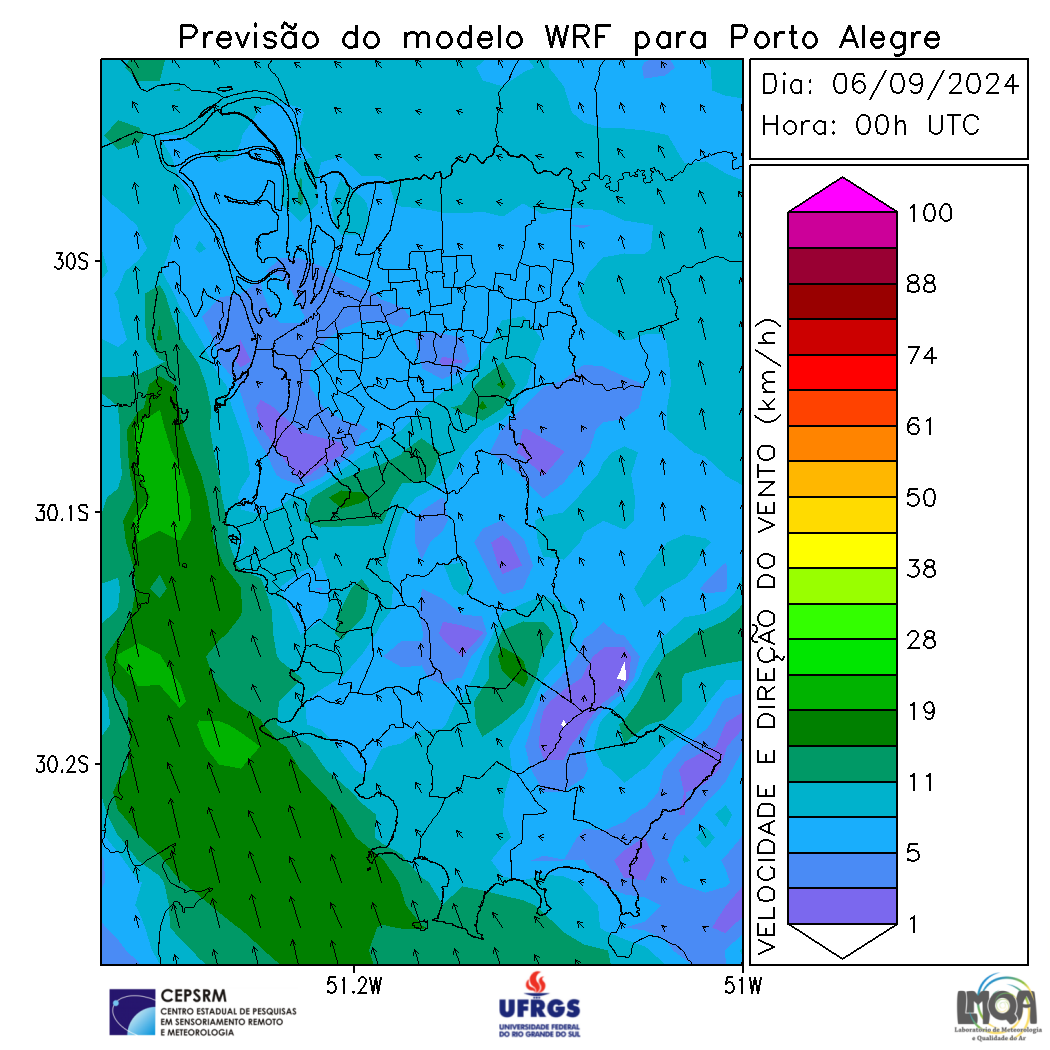 Previsão do modelo WRF para Porto Alegre
Dia: 06/09/2024
Hora: 00h UTC
30S
30.1S
30.2S
51.2W
51W
VELOCIDADE E DIREÇÃO DO VENTO (km/h)
100
88
74
61
50
38
28
19
11
5
1
CEPSRM
CENTRO ESTADUAL DE PESQUISAS
EM SENSORIAMENTO REMOTO
E METEOROLOGIA
UFRGS
UNIVERSIDADE FEDERAL
DO RIO GRANDE DO SUL
LMQA
Laboratório de Meteorologia
e Qualidade do Ar